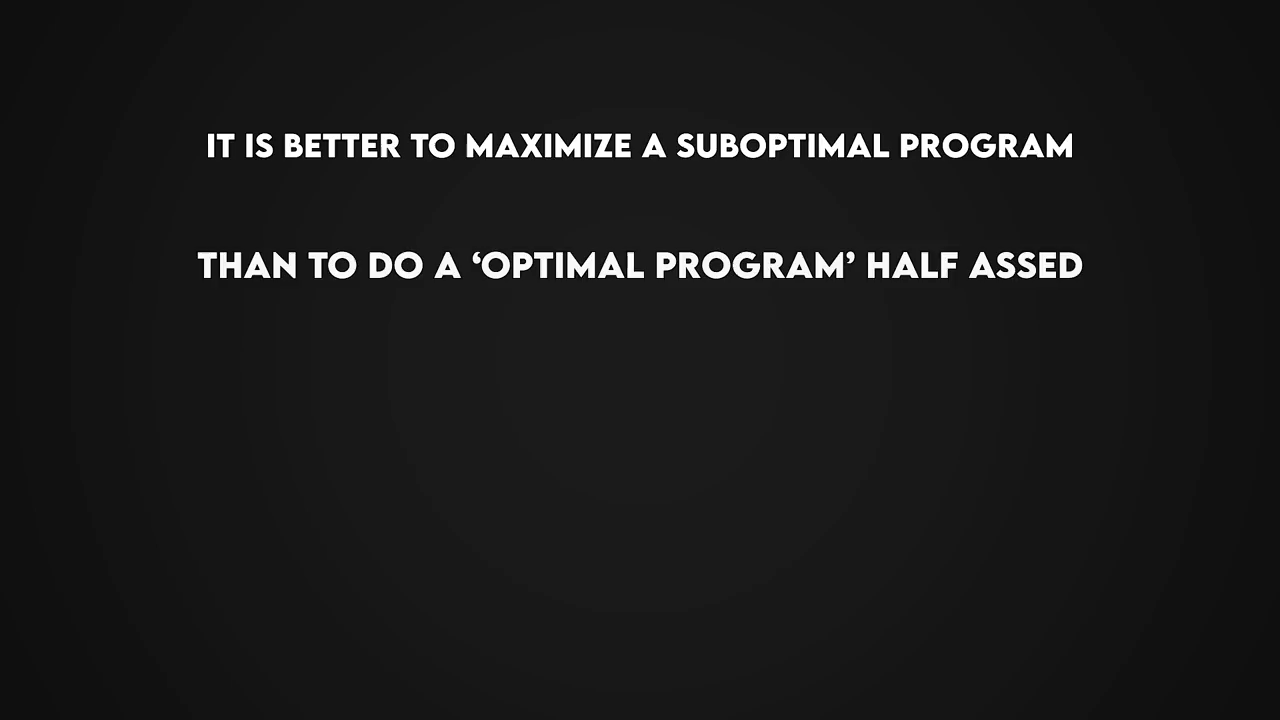 IT IS BETTER TO MAXIMIZE A SUBOPTIMAL PROGRAM
THAN TO DO A ‘OPTIMAL PROGRAM’ HALF ASSED